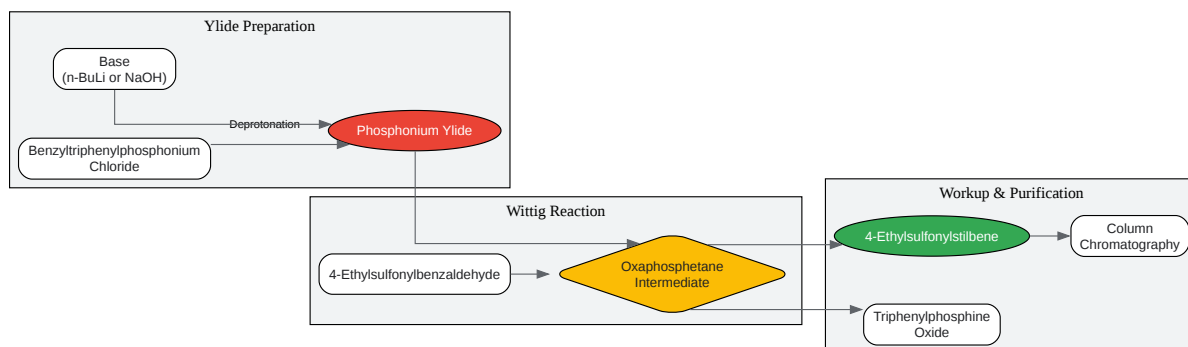 Ylide Preparation
Base
(n-BuLi or NaOH)
Deprotonation
Phosphonium Ylide
Benzyltriphenylphosphonium
Chloride
Wittig Reaction
4-Ethylsulfonylbenzaldehyde
Oxaphosphetane
Intermediate
Workup & Purification
4-Ethylsulfonylstilbene
Column
Chromatography
Triphenylphosphine
Oxide